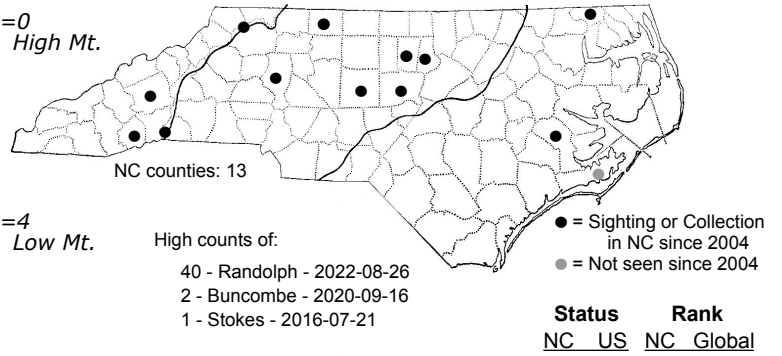 =0
High Mt.
NC counties: 13
=4
Low Mt.
High counts of:
40 - Randolph - 2022-08-26
2 - Buncombe - 2020-09-16
1 - Stokes - 2016-07-21
● = Sighting or Collection
in NC since 2004
● = Not seen since 2004
Status Rank
NC US NC Global